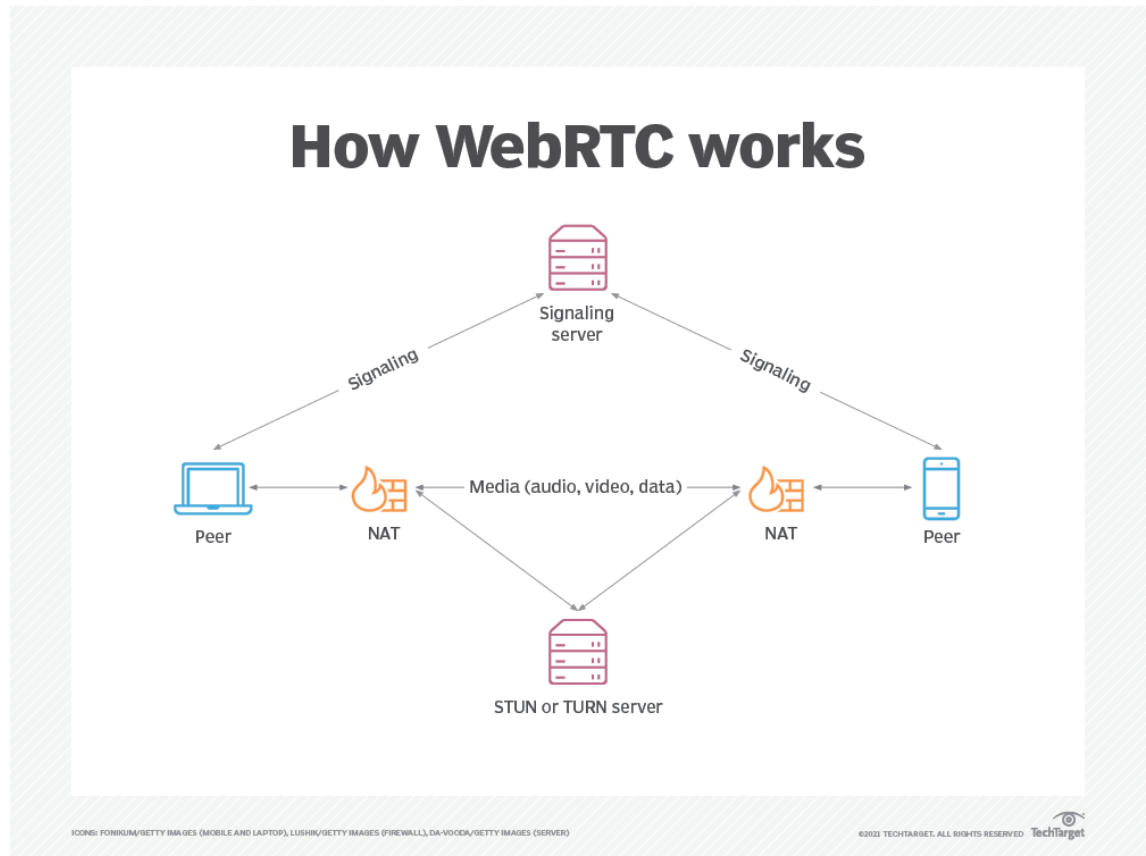 How WebRTC works
Signaling
server
Signaling
Signaling
Media (audio, video, data)
Peer
NAT
NAT
Peer
STUN or TURN server
ICONS: FONIKUM/GETTY IMAGES (MOBILE AND LAPTOP), LUSHIK/GETTY IMAGES (FIREWALL), DA-VOODA/GETTY IMAGES (SERVER)
©2021 TECHTARGET. ALL RIGHTS RESERVED TechTarget